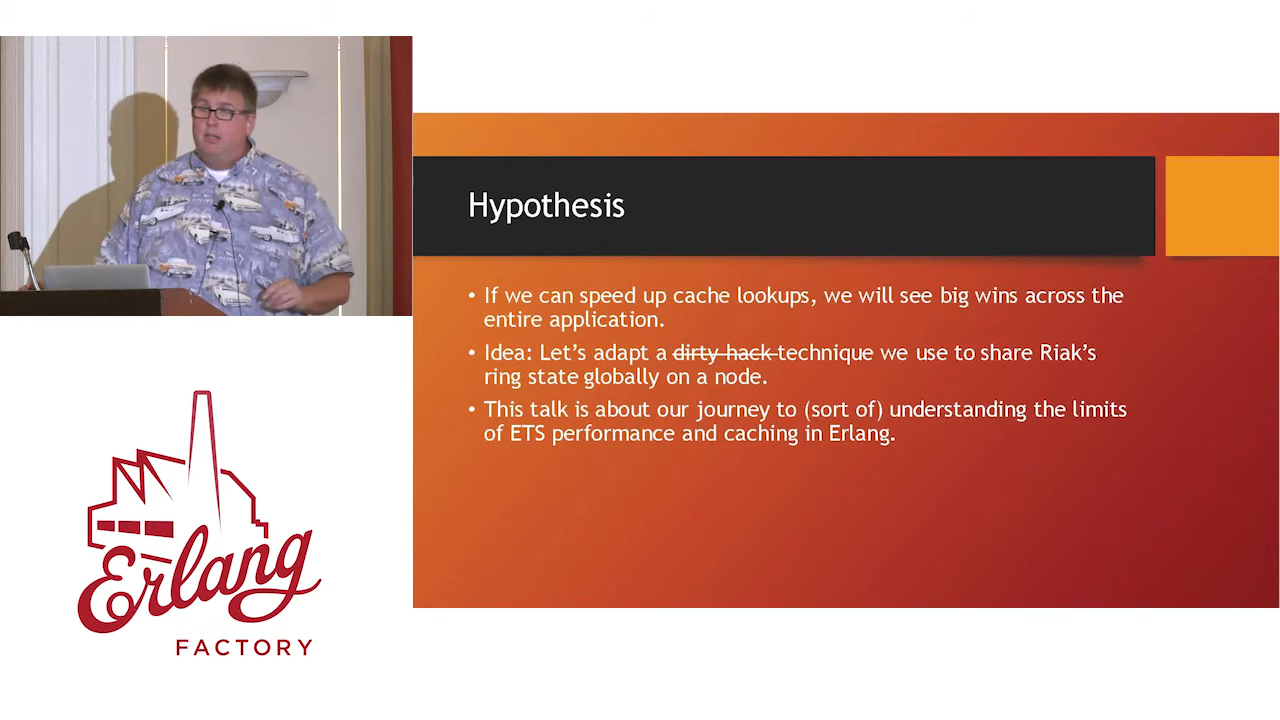 Hypothesis
• If we can speed up cache lookups, we will see big wins across the
entire application.
• Idea: Let's adapt a dirty hack technique we use to share Riak's
ring state globally on a node.
• This talk is about our journey to (sort of) understanding the limits
of ETS performance and caching in Erlang.
Erlang
FACTORY